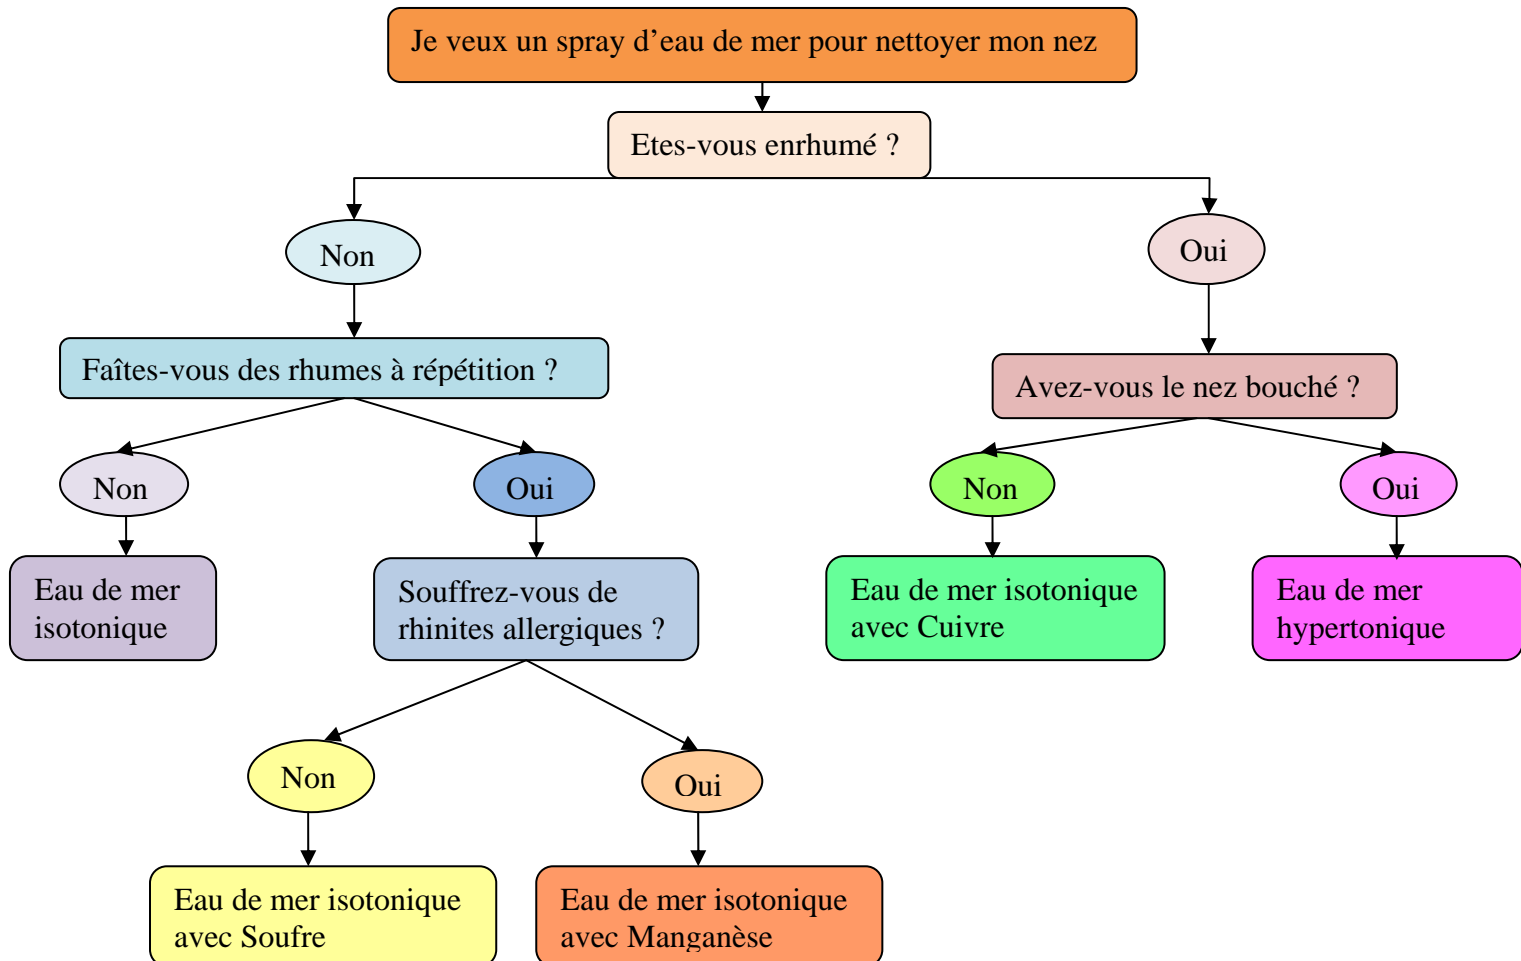 Je veux un spray d’eau de mer pour nettoyer mon nez
Etes-vous enrhumé ?
Non
Oui
Faîtes-vous des rhumes à répétition ?
Avez-vous le nez bouché ?
Non
Oui
Non
Oui
Eau de mer
isotonique
Souffrez-vous de
rhinites allergiques ?
Eau de mer isotonique
avec Cuivre
Eau de mer
hypertonique
Non
Oui
Eau de mer isotonique
avec Soufre
Eau de mer isotonique
avec Manganèse